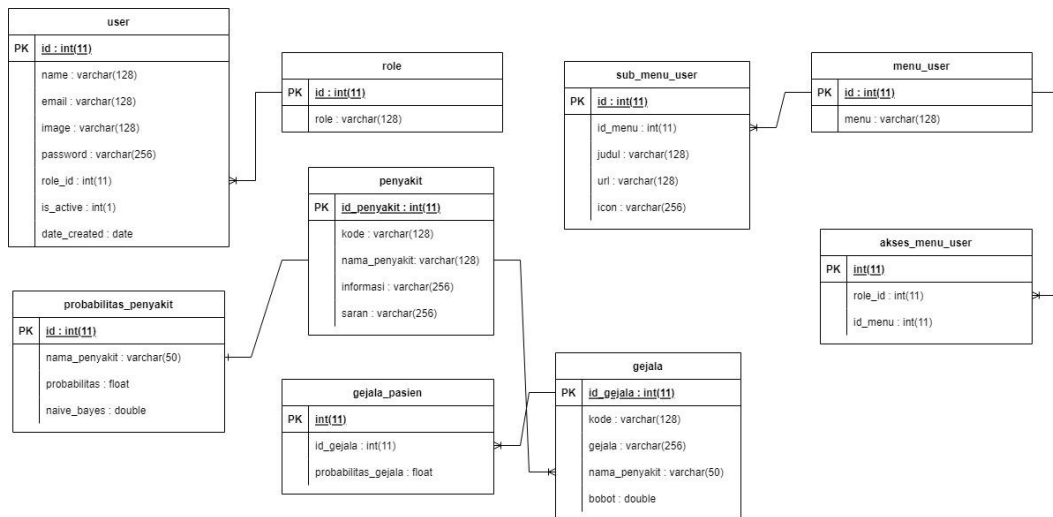 user
PK id : int(11)
name : varchar(128)
email : varchar(128)
image : varchar(128)
password : varchar(256)
role_id : int(11)
is_active : int(1)
date_created : date
role
PK id : int(11)
role : varchar(128)
sub_menu_user
PK id : int(11)
id_menu : int(11)
judul : varchar(128)
url : varchar(128)
icon : varchar(256)
menu_user
PK id : int(11)
menu : varchar(128)
penyakit
PK id_penyakit : int(11)
kode : varchar(128)
nama_penyakit: varchar(128)
informasi : varchar(256)
saran : varchar(256)
akses_menu_user
PK int(11)
role_id : int(11)
id_menu : int(11)
probabilitas_penyakit
PK id : int(11)
nama_penyakit : varchar(50)
probabilitas : float
naive_bayes : double
gejala_pasien
PK int(11)
id_gejala : int(11)
probabilitas_gejala : float
gejala
PK id_gejala : int(11)
kode : varchar(128)
gejala : varchar(256)
nama_penyakit : varchar(50)
bobot : double